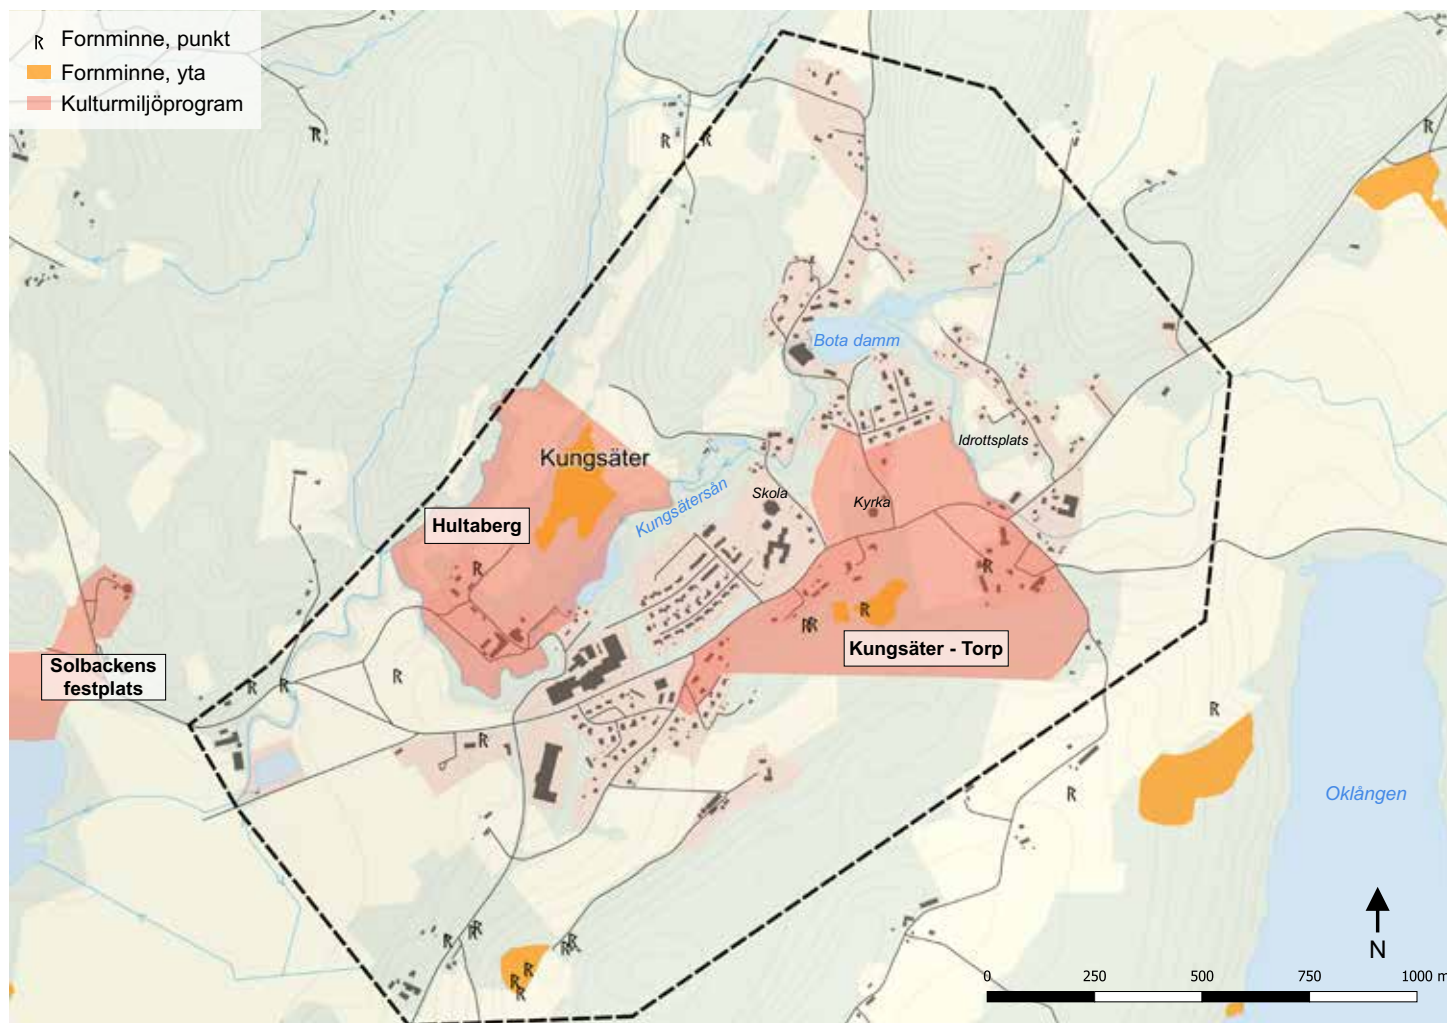 Fornminne, punkt
Fornminne, yta
Kulturmiljöprogram
Bota damm
Idrottsplats
Kungsäter
Skola
Kyrka
Kungsätersån
Hultaberg
Kungsäter - Torp
Solbackens
festplats
Oklången
N
0 250 500 750 1000 m